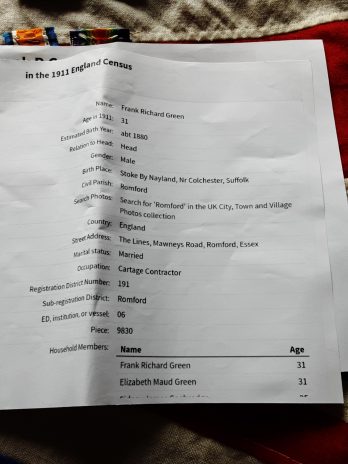 in the 1911 England Census
Name: Frank Richard Green
Age in 1911: 31
Estimated Birth Year: abt 1880
Relation to Head: Head
Gender: Male
Birth Place: Stoke By Nayland, Nr Colchester, Suffolk
Civil Parish: Romford
Search Photos: Search for 'Romford' in the UK City, Town and Village
Photos collection
Country: England
Street Address: The Lines, Mawneys Road, Romford, Essex
Marital status: Married
Occupation: Cartage Contractor
Registration District Number: 191
Sub-registration District: Romford
ED, institution, or vessel: 06
Piece: 9830
Household Members: Name Age
Frank Richard Green 31
Elizabeth Maud Green 31